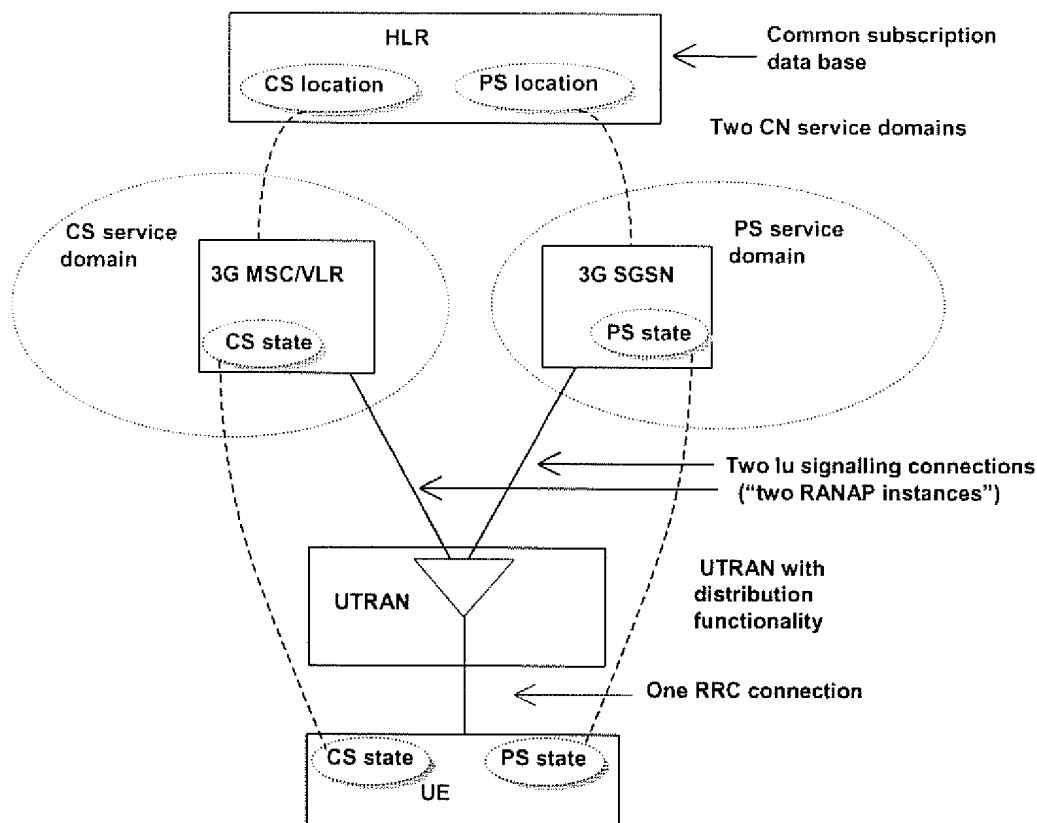 HLR
Common subscription
data base
CS location
PS location
Two CN service domains
CS service
domain
PS service
domain
3G MSC/VLR
3G SGSN
CS state
PS state
Two Iu signalling connections
("two RANAP instances")
UTRAN
UTRAN with
distribution
functionality
One RRC connection
CS state
PS state
UE